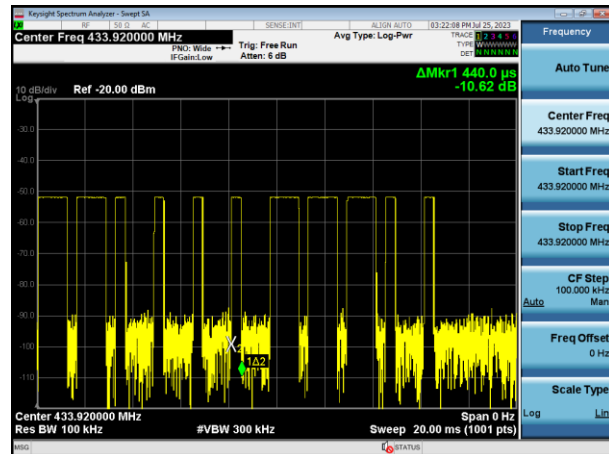 Keysight Spectrum Analyzer - Swept SA
RF 50 Ω AC SENSE:INT ALIGN AUTO 03:22:08 PM Jul 25, 2023
Center Freq 433.920000 MHz
PNO: Wide
IFGain:Low
Trig: Free Run
Atten: 6 dB
Avg Type: Log-Pwr
TRACE 1 2 3 4 5 6
TYPE WWWWWW
DET NNNNNN
ΔMkr1 440.0 µs
-10.62 dB
10 dB/div Ref -20.00 dBm
Log
-30.0
-40.0
-50.0
-60.0
-70.0
-80.0
-90.0
-100
-110
X2
1Δ2
Center 433.920000 MHz Span 0 Hz
Res BW 100 kHz #VBW 300 kHz Sweep 20.00 ms (1001 pts)
MSG STATUS
Frequency
Auto Tune
Center Freq
433.920000 MHz
Start Freq
433.920000 MHz
Stop Freq
433.920000 MHz
CF Step
100.000 kHz
Auto Man
Freq Offset
0 Hz
Scale Type
Log Lin